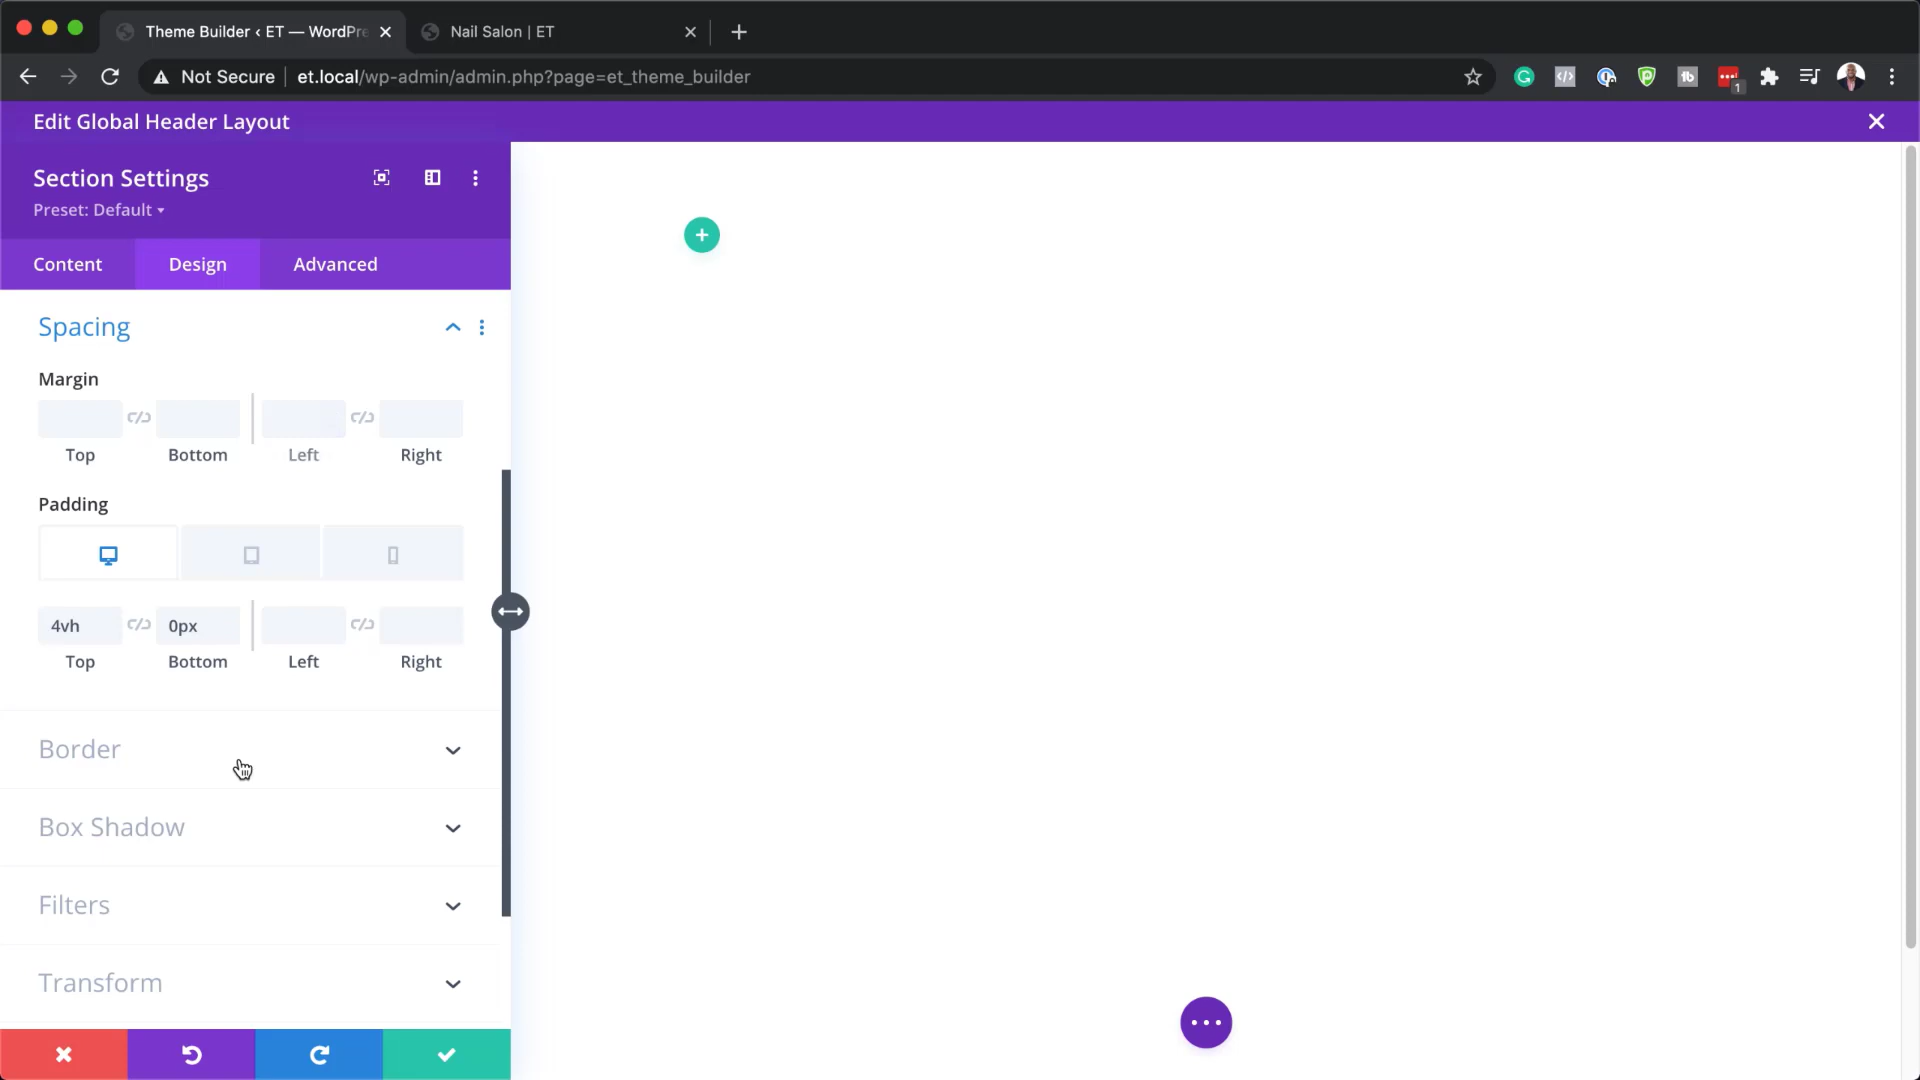 Theme Builder ‹ ET — WordPre
Nail Salon | ET
Not Secure
et.local/wp-admin/admin.php?page=et_theme_builder
1
Edit Global Header Layout
Section Settings
Preset: Default
Content
Design
Advanced
Spacing
Margin
Top
Bottom
Left
Right
Padding
4vh
0px
Top
Bottom
Left
Right
Border
Box Shadow
Filters
Transform